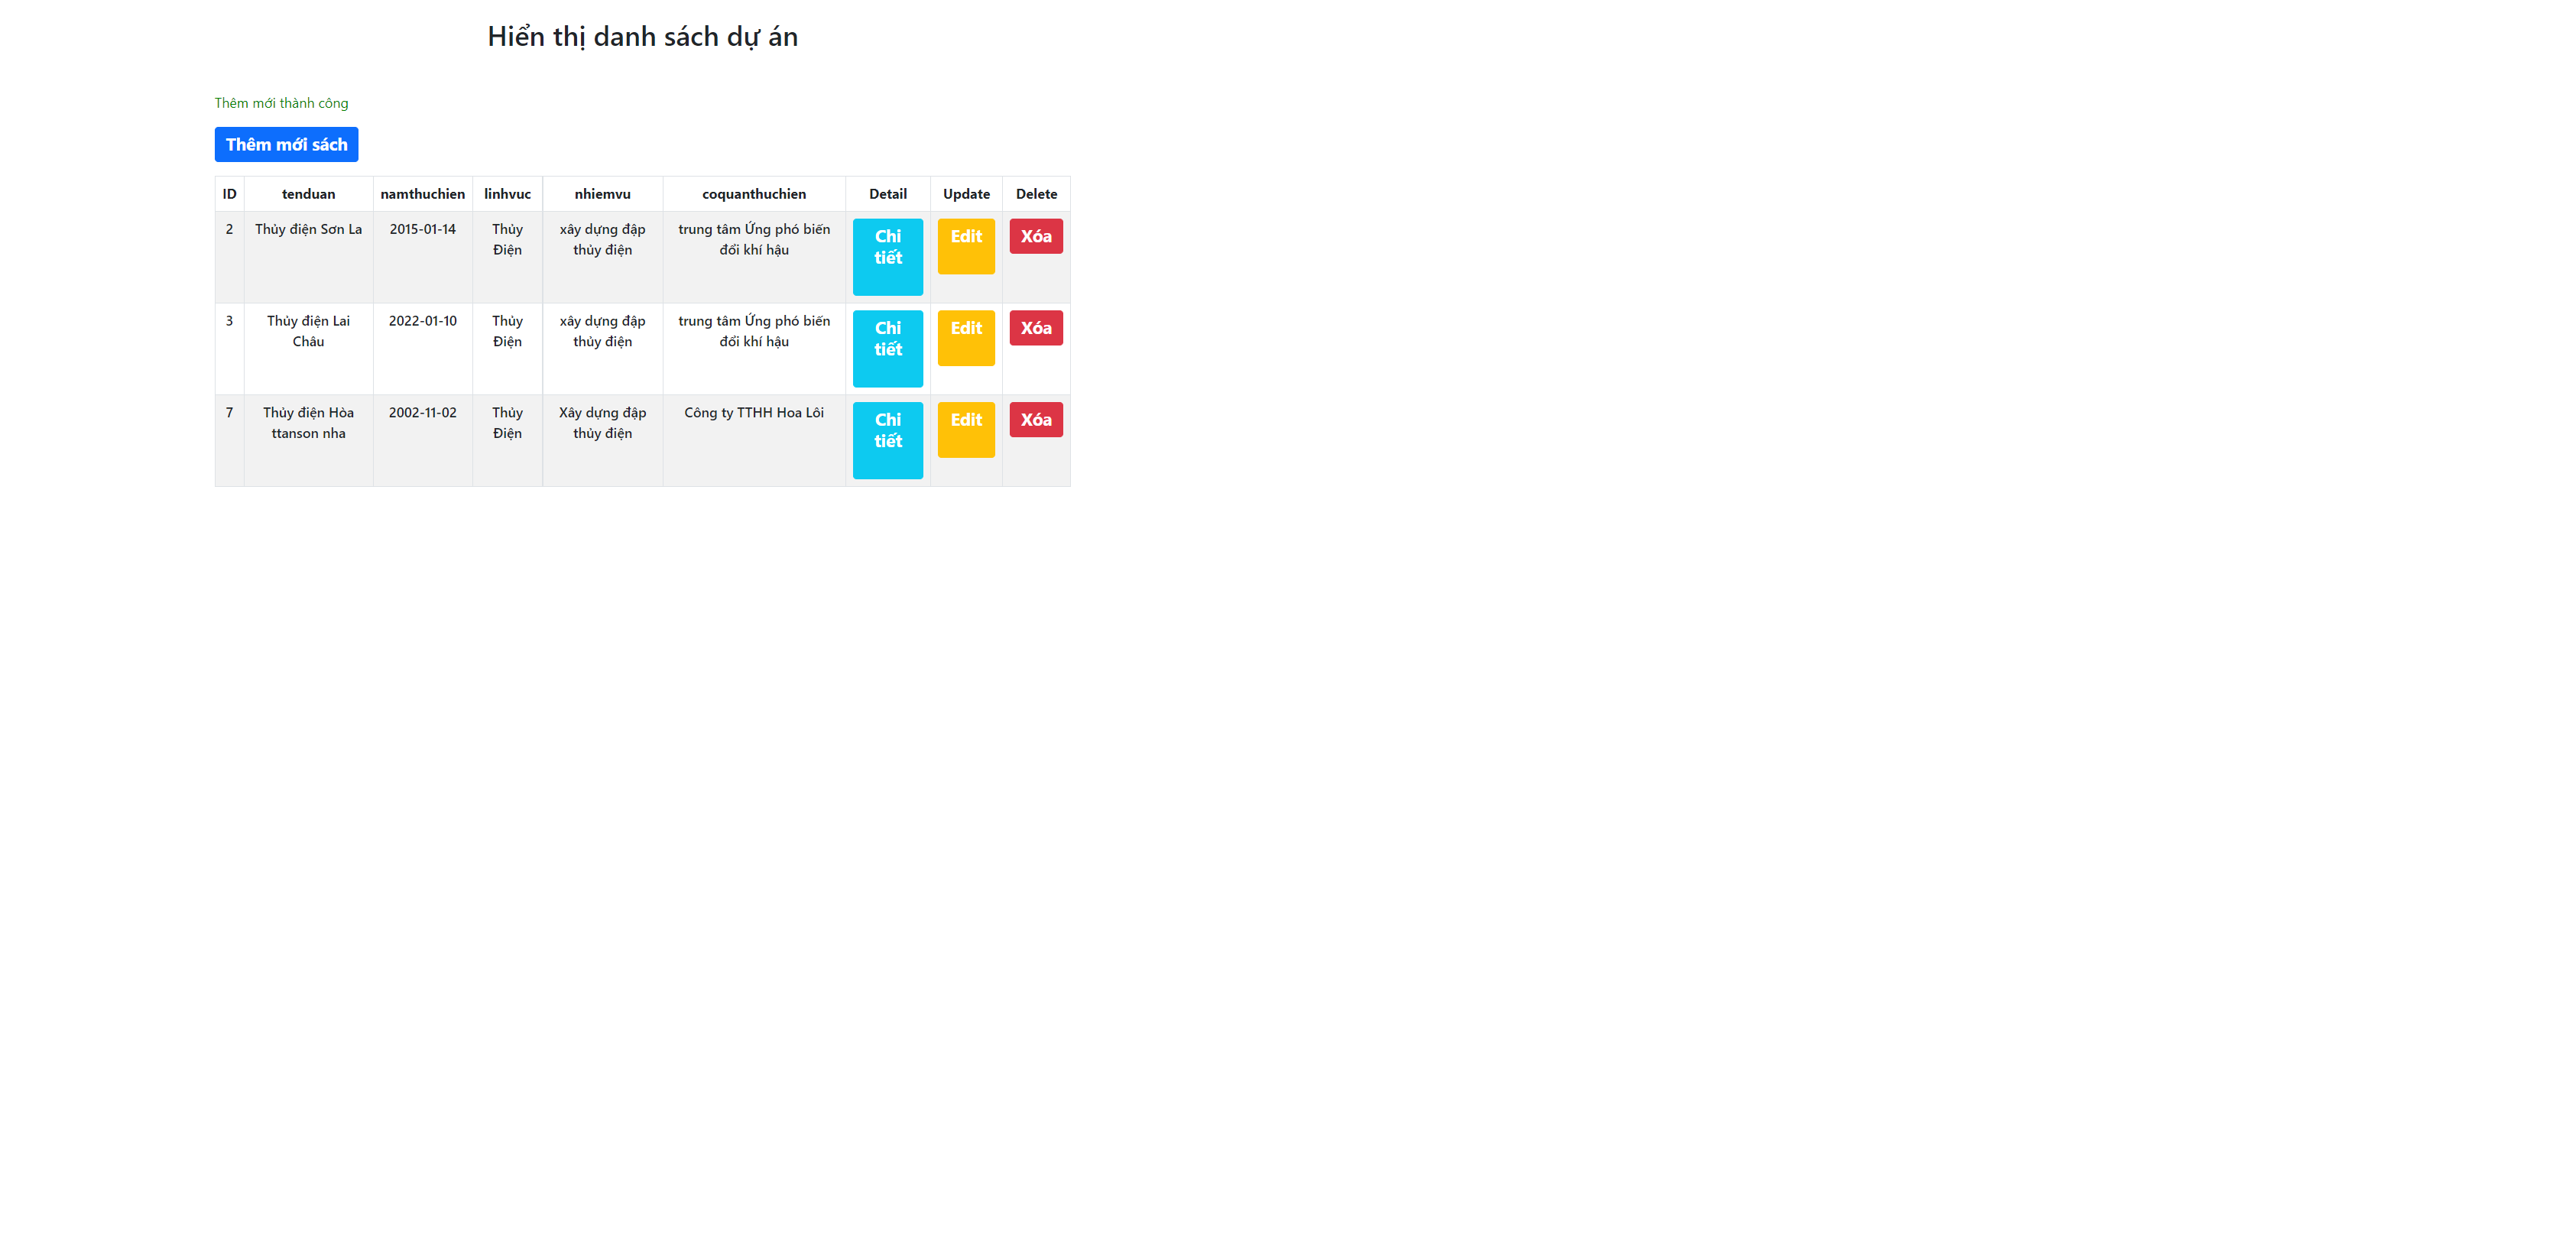 Hiển thị danh sách dự án
Thêm mới thành công
Thêm mới sách
ID tenduan namthuchien linhvuc nhiemvu coquanthuchien Detail Update Delete
2 Thủy điện Sơn La 2015-01-14 Thủy Điện xây dựng đập thủy điện trung tâm Ứng phó biến đổi khí hậu Chi tiết Edit Xóa
3 Thủy điện Lai Châu 2022-01-10 Thủy Điện xây dựng đập thủy điện trung tâm Ứng phó biến đổi khí hậu Chi tiết Edit Xóa
7 Thủy điện Hòa ttanson nha 2002-11-02 Thủy Điện Xây dựng đập thủy điện Công ty TTHH Hoa Lôi Chi tiết Edit Xóa